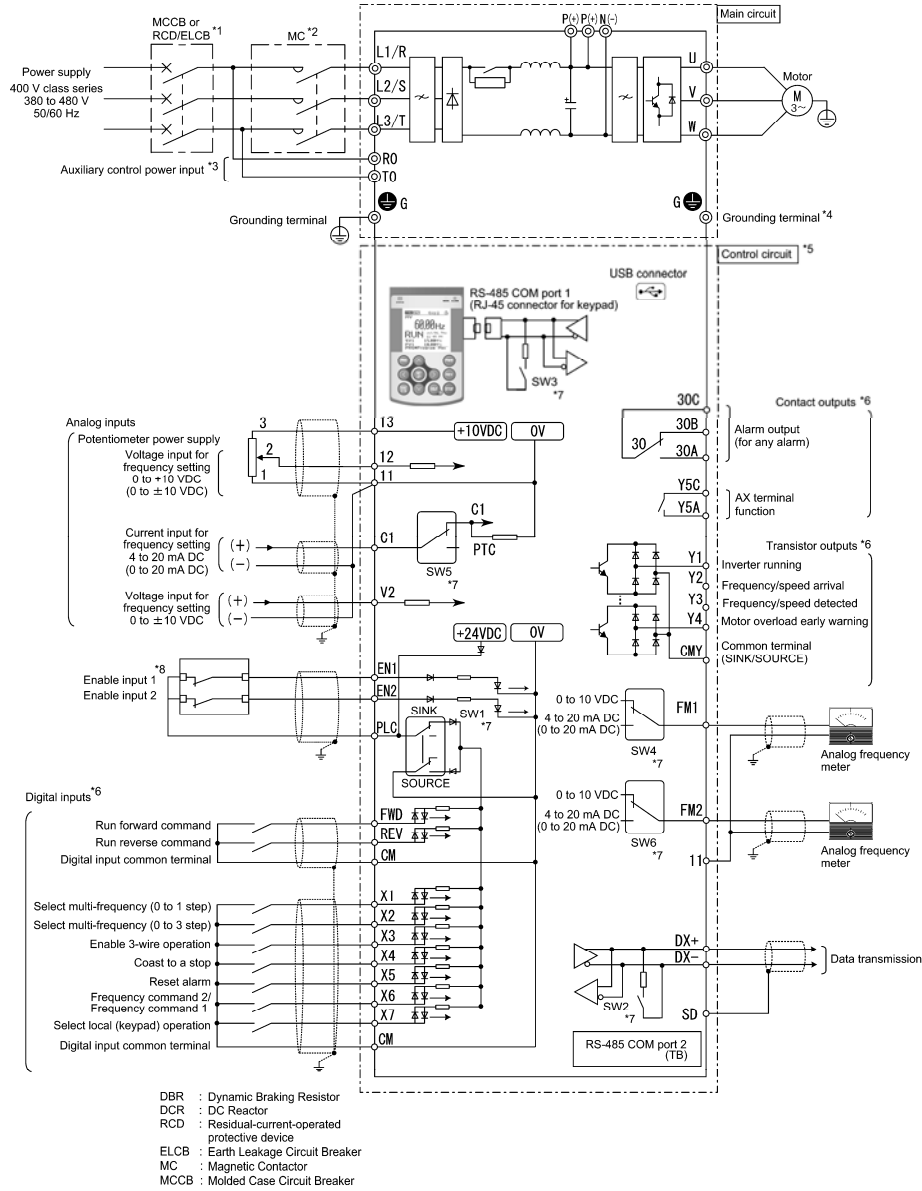 MCCB or
RCD/ELCB *1
MC *2
P(+) P(+) N(-)
Main circuit
Power supply
400 V class series
380 to 480 V
50/60 Hz
L1/R
L2/S
L3/T
U
V
W
Motor
M
3~
Auxiliary control power input *3
R0
T0
G
G
Grounding terminal
Grounding terminal *4
Control circuit *5
USB connector
RS-485 COM port 1
(RJ-45 connector for keypad)
60.00Hz
RUN
SW3
*7
Analog inputs
Potentiometer power supply
Voltage input for
frequency setting
0 to +10 VDC
(0 to ±10 VDC)
3
2
1
13
12
11
+10VDC
0V
Current input for
frequency setting
4 to 20 mA DC
(0 to 20 mA DC)
(+)
(-)
C1
C1
PTC
SW5
*7
Voltage input for
frequency setting
0 to ±10 VDC
(+)
(-)
V2
+24VDC
0V
30C
30B
30
30A
Contact outputs *6
Alarm output
(for any alarm)
Y5C
Y5A
AX terminal
function
Transistor outputs *6
Y1
Inverter running
Y2
Frequency/speed arrival
Y3
Frequency/speed detected
Y4
Motor overload early warning
CMY
Common terminal
(SINK/SOURCE)
*8
Enable input 1
Enable input 2
EN1
EN2
PLC
SINK
SW1
*7
SOURCE
0 to 10 VDC
4 to 20 mA DC
(0 to 20 mA DC)
SW4
*7
FM1
Analog frequency
meter
0 to 10 VDC
4 to 20 mA DC
(0 to 20 mA DC)
SW6
*7
FM2
11
Analog frequency
meter
Digital inputs *6
Run forward command
FWD
Run reverse command
REV
Digital input common terminal
CM
Select multi-frequency (0 to 1 step)
X1
Select multi-frequency (0 to 3 step)
X2
Enable 3-wire operation
X3
Coast to a stop
X4
Reset alarm
X5
Frequency command 2/
Frequency command 1
X6
Select local (keypad) operation
X7
Digital input common terminal
CM
DX+
DX-
SD
Data transmission
SW2
*7
RS-485 COM port 2
(TB)
DBR : Dynamic Braking Resistor
DCR : DC Reactor
RCD : Residual-current-operated
protective device
ELCB : Earth Leakage Circuit Breaker
MC : Magnetic Contactor
MCCB : Molded Case Circuit Breaker